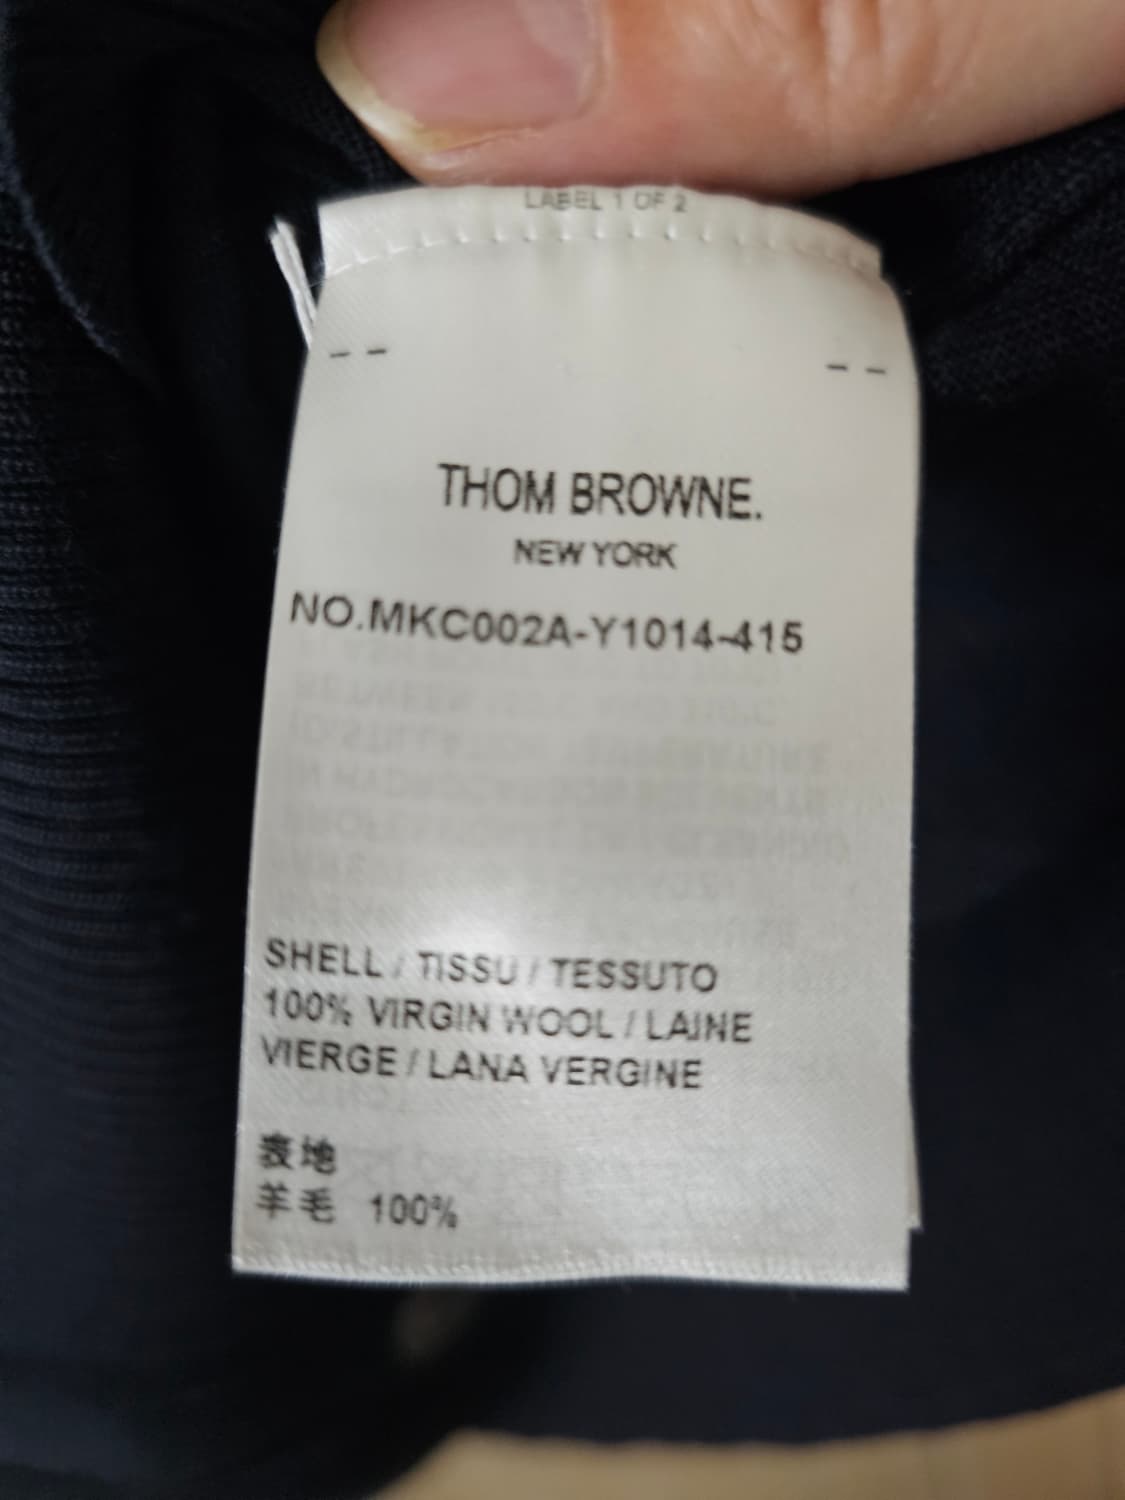 LABEL 1 OF 2
THOM BROWNE.
NEW YORK
NO.MKC002A-Y1014-415
SHELL / TISSU / TESSUTO
100% VIRGIN WOOL / LAINE
VIERGE / LANA VERGINE
表地
羊毛 100%